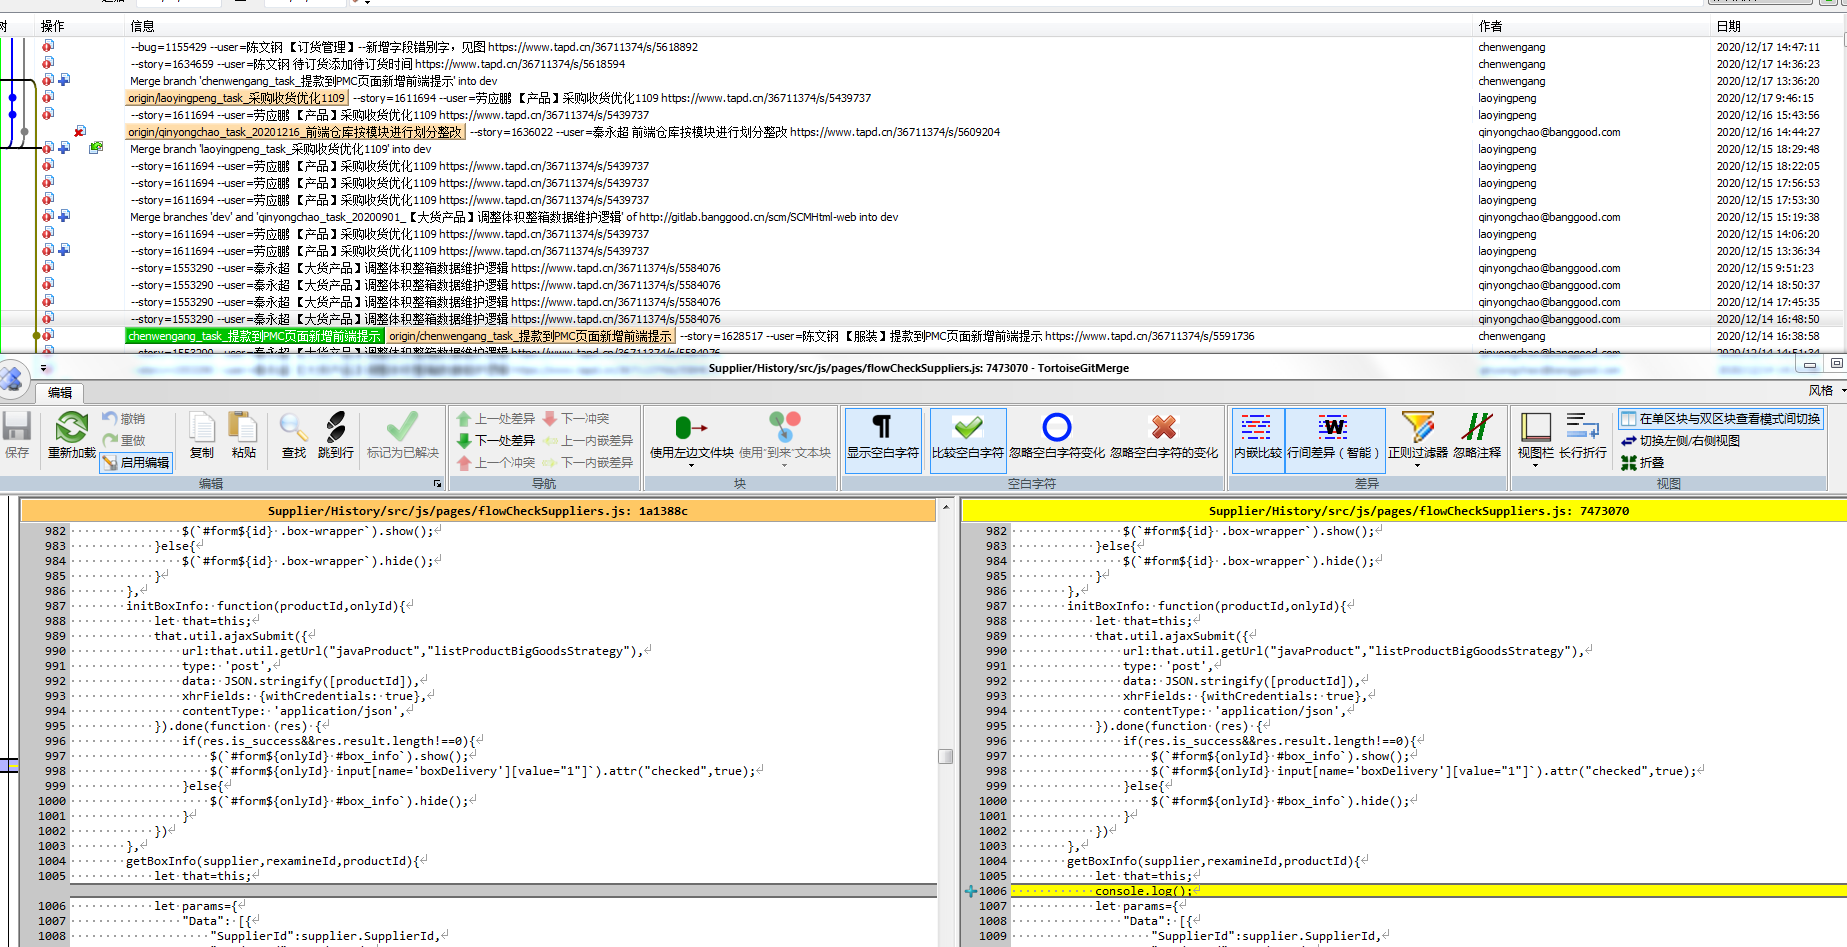 树 操作 信息 作者 日期
--bug=1155429 --user=陈文钢 【订货管理】--新增字段错别字，见图 https://www.tapd.cn/36711374/s/5618892 chenwengang 2020/12/17 14:47:11
--story=1634659 --user=陈文钢 待订货添加待订货时间 https://www.tapd.cn/36711374/s/5618594 chenwengang 2020/12/17 14:36:23
Merge branch 'chenwengang_task_提款到PMC页面新增前端提示' into dev chenwengang 2020/12/17 13:36:20
origin/laoyingpeng_task_采购收货优化1109 --story=1611694 --user=劳应鹏 【产品】采购收货优化1109 https://www.tapd.cn/36711374/s/5439737 laoyingpeng 2020/12/17 9:46:15
--story=1611694 --user=劳应鹏 【产品】采购收货优化1109 https://www.tapd.cn/36711374/s/5439737 laoyingpeng 2020/12/16 15:43:56
origin/qinyongchao_task_20201216_前端仓库按模块进行划分整改 --story=1636022 --user=秦永超 前端仓库按模块进行划分整改 https://www.tapd.cn/36711374/s/5609204 qinyongchao@banggood.com 2020/12/16 14:44:27
Merge branch 'laoyingpeng_task_采购收货优化1109' into dev laoyingpeng 2020/12/15 18:29:48
--story=1611694 --user=劳应鹏 【产品】采购收货优化1109 https://www.tapd.cn/36711374/s/5439737 laoyingpeng 2020/12/15 18:22:05
--story=1611694 --user=劳应鹏 【产品】采购收货优化1109 https://www.tapd.cn/36711374/s/5439737 laoyingpeng 2020/12/15 17:56:53
--story=1611694 --user=劳应鹏 【产品】采购收货优化1109 https://www.tapd.cn/36711374/s/5439737 laoyingpeng 2020/12/15 17:53:30
Merge branches 'dev' and 'qinyongchao_task_20200901_【大货产品】调整体积整箱数据维护逻辑' of http://gitlab.banggood.cn/scm/SCMHtml-web into dev qinyongchao@banggood.com 2020/12/15 15:19:38
--story=1611694 --user=劳应鹏 【产品】采购收货优化1109 https://www.tapd.cn/36711374/s/5439737 laoyingpeng 2020/12/15 14:06:20
--story=1611694 --user=劳应鹏 【产品】采购收货优化1109 https://www.tapd.cn/36711374/s/5439737 laoyingpeng 2020/12/15 13:36:34
--story=1553290 --user=秦永超 【大货产品】调整体积整箱数据维护逻辑 https://www.tapd.cn/36711374/s/5584076 qinyongchao@banggood.com 2020/12/15 9:51:23
--story=1553290 --user=秦永超 【大货产品】调整体积整箱数据维护逻辑 https://www.tapd.cn/36711374/s/5584076 qinyongchao@banggood.com 2020/12/14 18:50:37
--story=1553290 --user=秦永超 【大货产品】调整体积整箱数据维护逻辑 https://www.tapd.cn/36711374/s/5584076 qinyongchao@banggood.com 2020/12/14 17:45:35
--story=1553290 --user=秦永超 【大货产品】调整体积整箱数据维护逻辑 https://www.tapd.cn/36711374/s/5584076 qinyongchao@banggood.com 2020/12/14 16:48:50
chenwengang_task_提款到PMC页面新增前端提示 origin/chenwengang_task_提款到PMC页面新增前端提示 --story=1628517 --user=陈文钢 【服装】提款到PMC页面新增前端提示 https://www.tapd.cn/36711374/s/5591736 chenwengang 2020/12/14 16:38:58
Supplier/History/src/js/pages/flowCheckSuppliers.js: 7473070 - TortoiseGitMerge
编辑 风格
保存 重新加载 撤销 重做 启用编辑 复制 粘贴 查找 跳到行 标记为已解决
编辑
上一处差异 下一冲突
下一处差异 上一内嵌差异
上一个冲突 下一内嵌差异
导航
使用左边文件块 使用"到来"文本块
块
显示空白字符 比较空白字符 忽略空白字符变化 忽略空白字符的变化
空白字符
内嵌比较 行间差异（智能） 正则过滤器 忽略注释
差异
视图栏 长行折行 在单区块与双区块查看模式间切换
切换左侧/右侧视图
折叠
视图
Supplier/History/src/js/pages/flowCheckSuppliers.js: 1a1388c
982 $(`#form${id} .box-wrapper`).show();
983 }else{
984 $(`#form${id} .box-wrapper`).hide();
985 }
986 },
987 initBoxInfo: function(productId,onlyId){
988 let that=this;
989 that.util.ajaxSubmit({
990 url:that.util.getUrl("javaProduct","listProductBigGoodsStrategy"),
991 type: 'post',
992 data: JSON.stringify([productId]),
993 xhrFields: {withCredentials: true},
994 contentType: 'application/json',
995 }).done(function (res) {
996 if(res.is_success&&res.result.length!==0){
997 $(`#form${onlyId} #box_info`).show();
998 $(`#form${onlyId} input[name='boxDelivery'][value="1"]`).attr("checked",true);
999 }else{
1000 $(`#form${onlyId} #box_info`).hide();
1001 }
1002 })
1003 },
1004 getBoxInfo(supplier,rexamineId,productId){
1005 let that=this;
1006 let params={
1007 "Data": [{
1008 "SupplierId":supplier.SupplierId,
Supplier/History/src/js/pages/flowCheckSuppliers.js: 7473070
982 $(`#form${id} .box-wrapper`).show();
983 }else{
984 $(`#form${id} .box-wrapper`).hide();
985 }
986 },
987 initBoxInfo: function(productId,onlyId){
988 let that=this;
989 that.util.ajaxSubmit({
990 url:that.util.getUrl("javaProduct","listProductBigGoodsStrategy"),
991 type: 'post',
992 data: JSON.stringify([productId]),
993 xhrFields: {withCredentials: true},
994 contentType: 'application/json',
995 }).done(function (res) {
996 if(res.is_success&&res.result.length!==0){
997 $(`#form${onlyId} #box_info`).show();
998 $(`#form${onlyId} input[name='boxDelivery'][value="1"]`).attr("checked",true);
999 }else{
1000 $(`#form${onlyId} #box_info`).hide();
1001 }
1002 })
1003 },
1004 getBoxInfo(supplier,rexamineId,productId){
1005 let that=this;
1006 console.log();
1007 let params={
1008 "Data": [{
1009 "SupplierId":supplier.SupplierId,